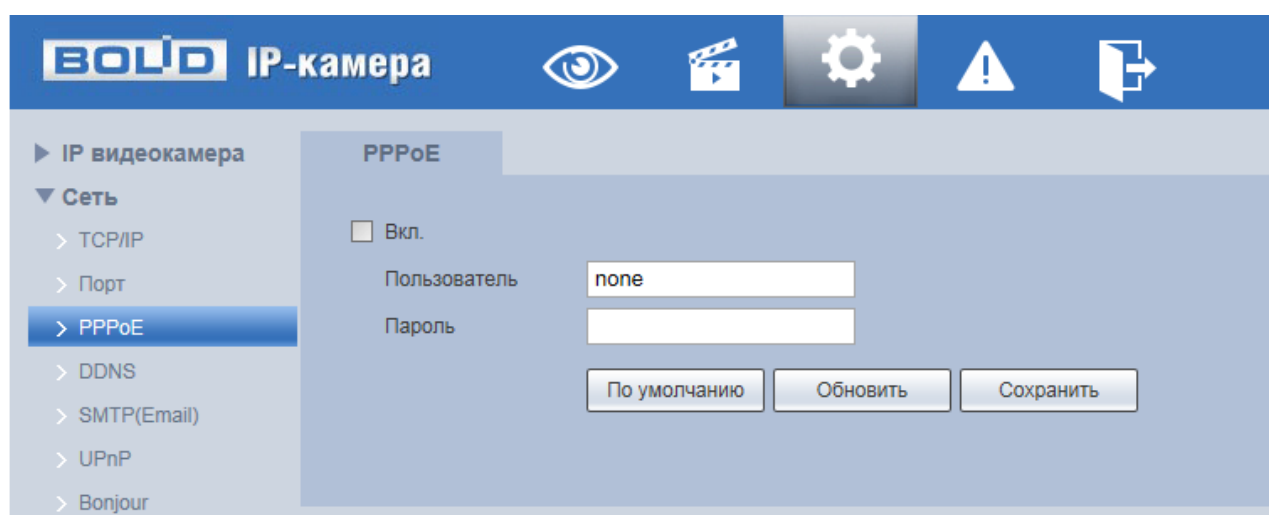 BOLID IP-камера
IP видеокамера
Сеть
TCP/IP
Порт
PPPoE
DDNS
SMTP(Email)
UPnP
Bonjour
PPPoE
Вкл.
Пользователь none
Пароль
По умолчанию Обновить Сохранить